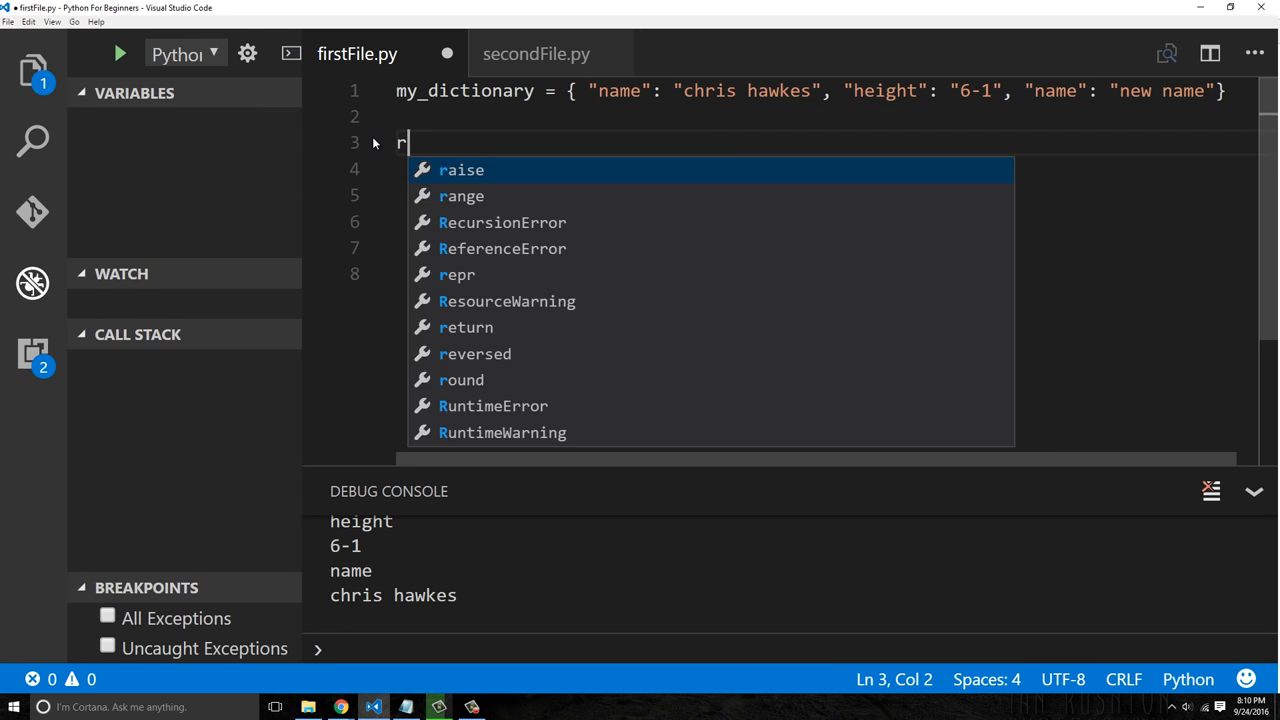 ● firstFile.py - Python For Beginners - Visual Studio Code
File Edit View Go Help
Python
firstFile.py
secondFile.py
1
VARIABLES
1 my_dictionary = { "name": "chris hawkes", "height": "6-1", "name": "new name"}
2
3 r
4 raise
5 range
6 RecursionError
7 ReferenceError
8 repr
ResourceWarning
return
reversed
round
RuntimeError
RuntimeWarning
WATCH
CALL STACK
2
DEBUG CONSOLE
height
6-1
name
chris hawkes
BREAKPOINTS
All Exceptions
Uncaught Exceptions
0 0
Ln 3, Col 2 Spaces: 4 UTF-8 CRLF Python
I'm Cortana. Ask me anything.
8:10 PM
9/24/2016